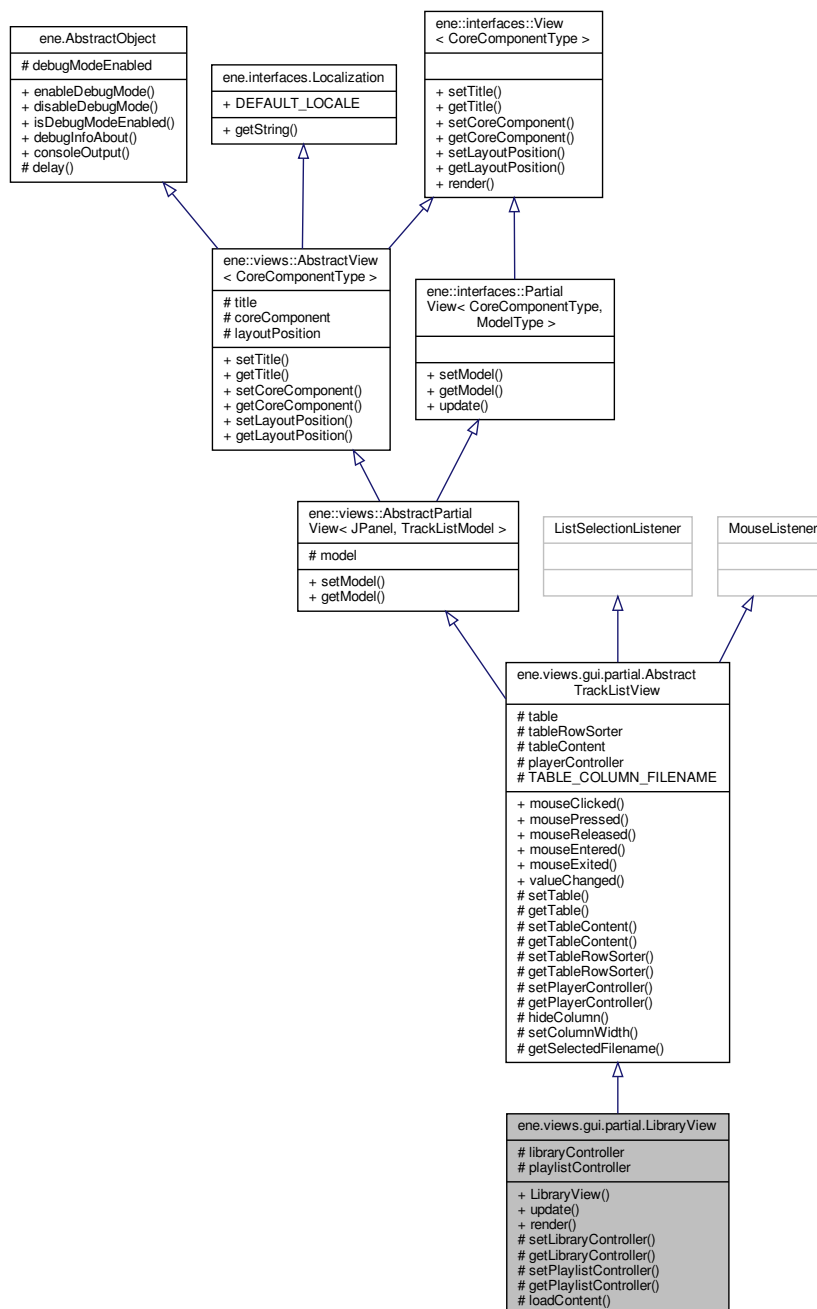 ene.AbstractObject
# debugModeEnabled
+ enableDebugMode()
+ disableDebugMode()
+ isDebugModeEnabled()
+ debugInfoAbout()
+ consoleOutput()
# delay()
ene.interfaces.Localization
+ DEFAULT_LOCALE
+ getString()
ene::interfaces::View
< CoreComponentType >
+ setTitle()
+ getTitle()
+ setCoreComponent()
+ getCoreComponent()
+ setLayoutPosition()
+ getLayoutPosition()
+ render()
ene::views::AbstractView
< CoreComponentType >
# title
# coreComponent
# layoutPosition
+ setTitle()
+ getTitle()
+ setCoreComponent()
+ getCoreComponent()
+ setLayoutPosition()
+ getLayoutPosition()
ene::interfaces::Partial
View< CoreComponentType,
ModelType >
+ setModel()
+ getModel()
+ update()
ene::views::AbstractPartial
View< JPanel, TrackListModel >
# model
+ setModel()
+ getModel()
ListSelectionListener
MouseListener
ene.views.gui.partial.Abstract
TrackListView
# table
# tableRowSorter
# tableContent
# playerController
# TABLE_COLUMN_FILENAME
+ mouseClicked()
+ mousePressed()
+ mouseReleased()
+ mouseEntered()
+ mouseExited()
+ valueChanged()
# setTable()
# getTable()
# setTableContent()
# getTableContent()
# setTableRowSorter()
# getTableRowSorter()
# setPlayerController()
# getPlayerController()
# hideColumn()
# setColumnWidth()
# getSelectedFilename()
ene.views.gui.partial.LibraryView
# libraryController
# playlistController
+ LibraryView()
+ update()
+ render()
# setLibraryController()
# getLibraryController()
# setPlaylistController()
# getPlaylistController()
# loadContent()